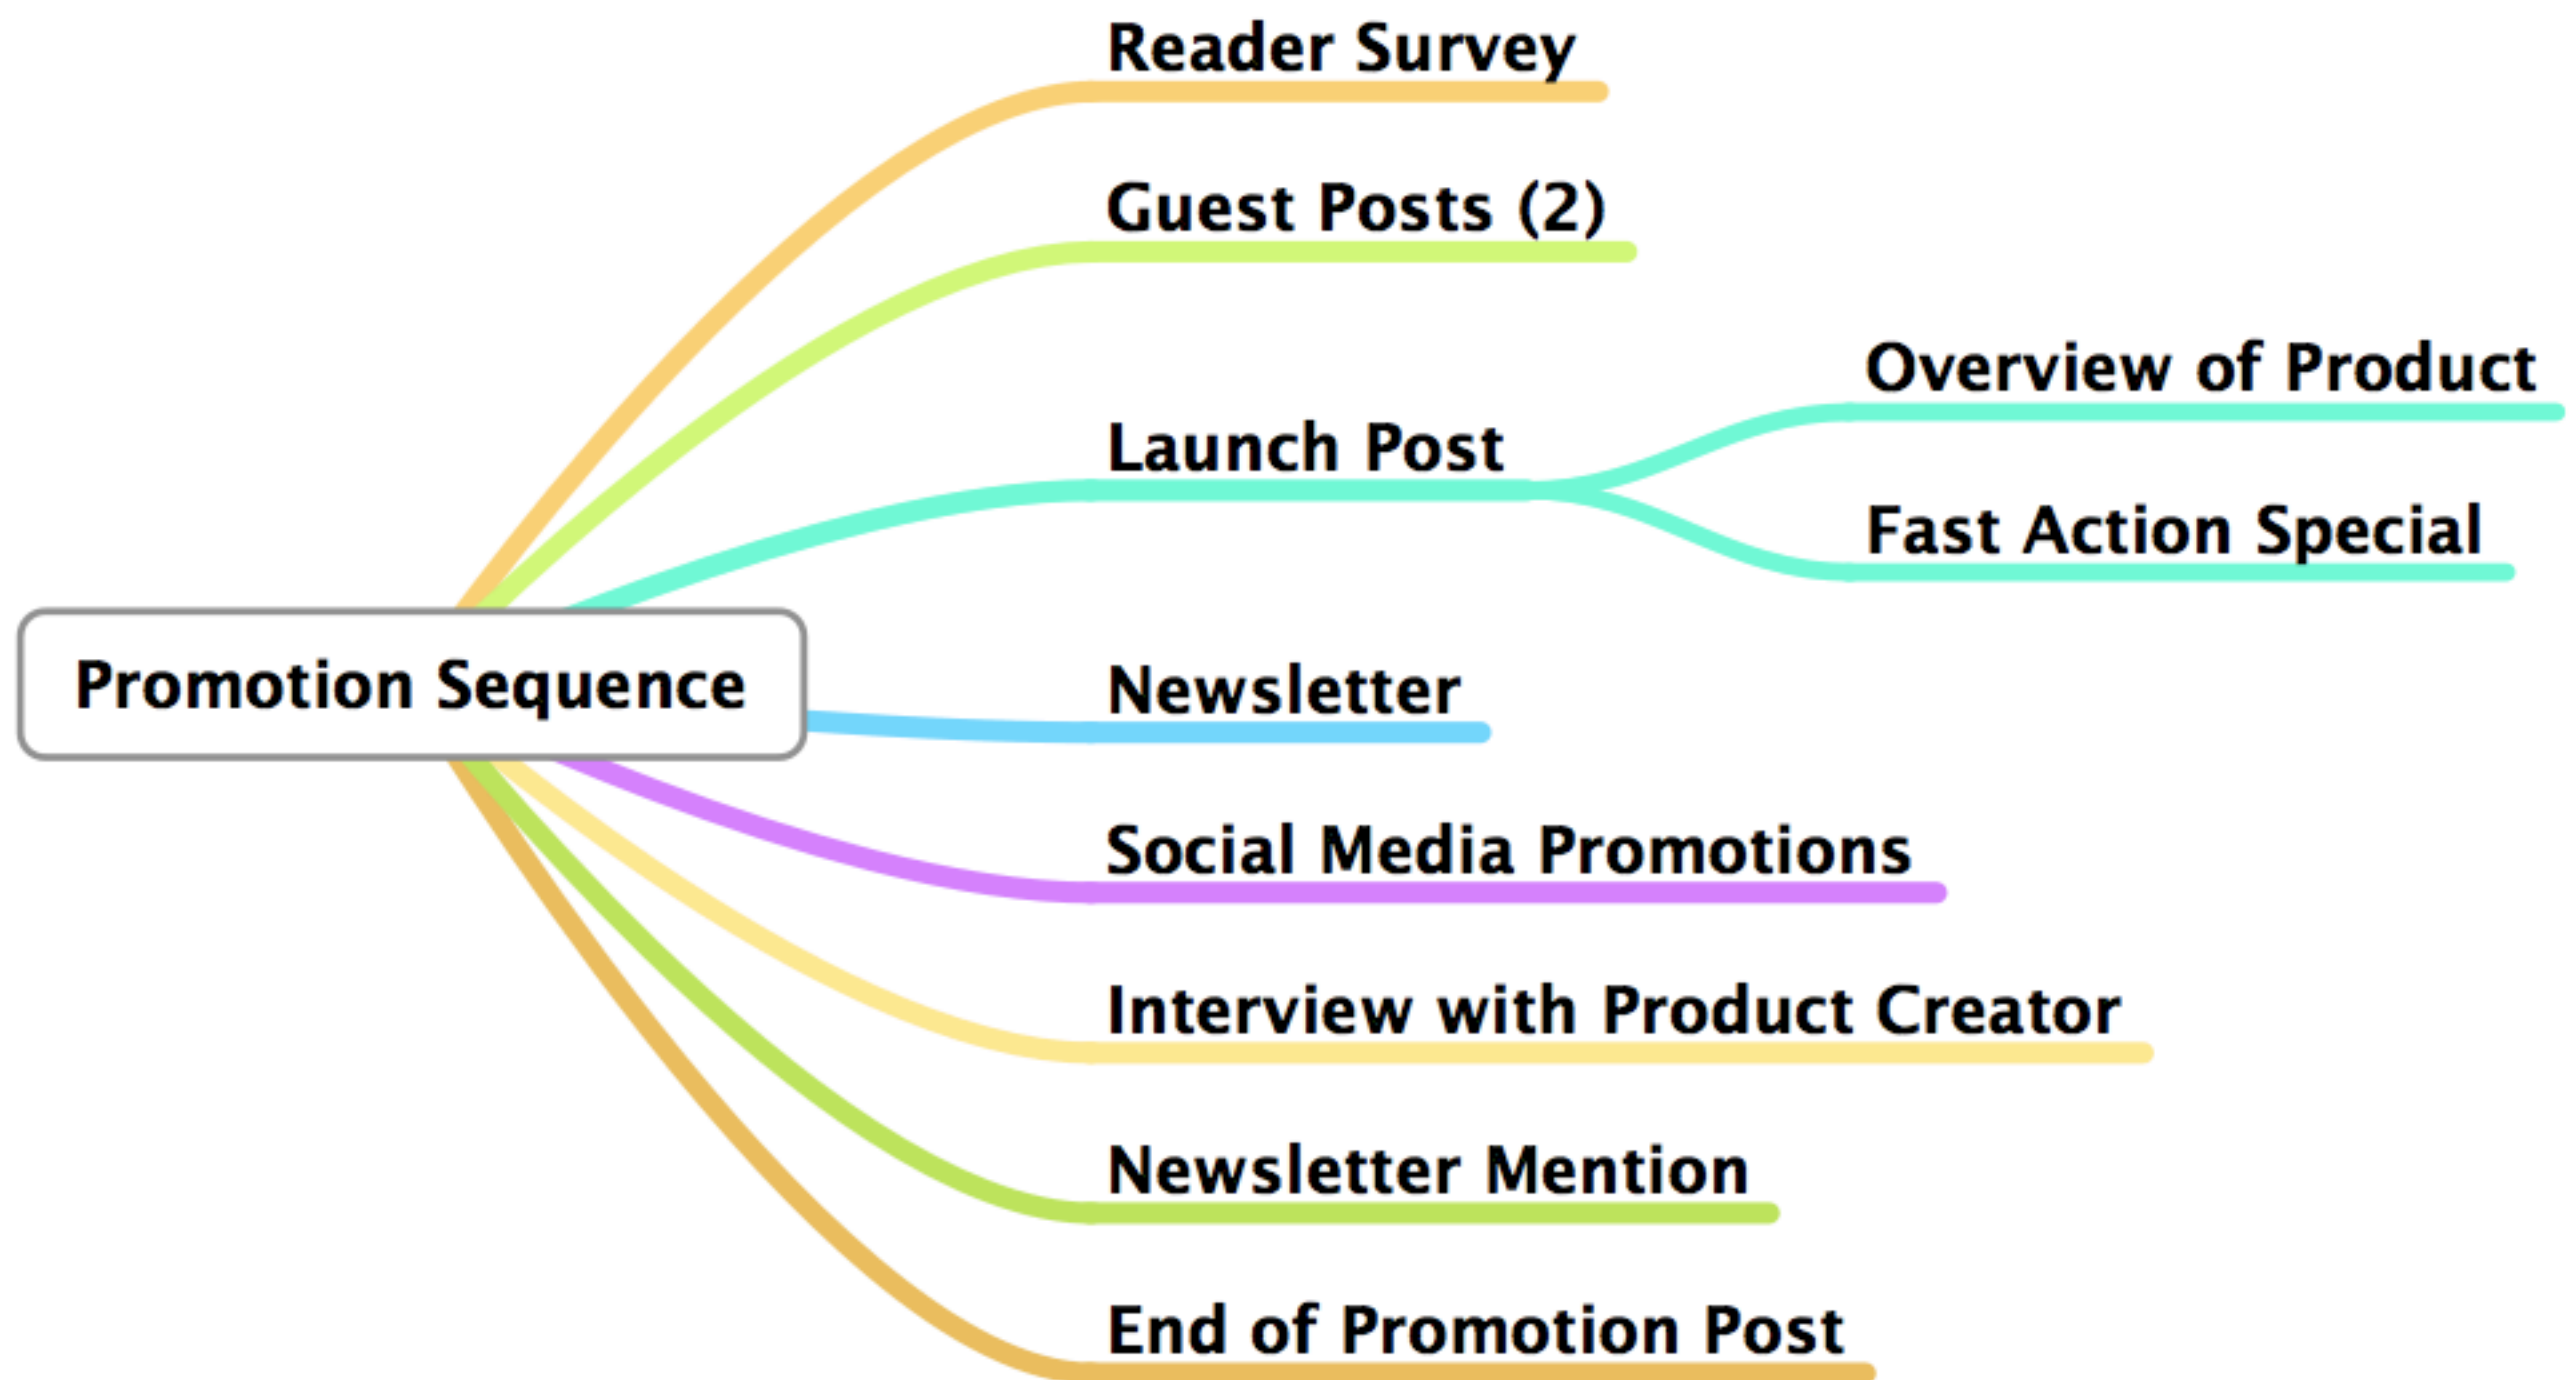 Reader Survey
Guest Posts (2)
Overview of Product
Launch Post
Fast Action Special
Promotion Sequence
Newsletter
Social Media Promotions
Interview with Product Creator
Newsletter Mention
End of Promotion Post